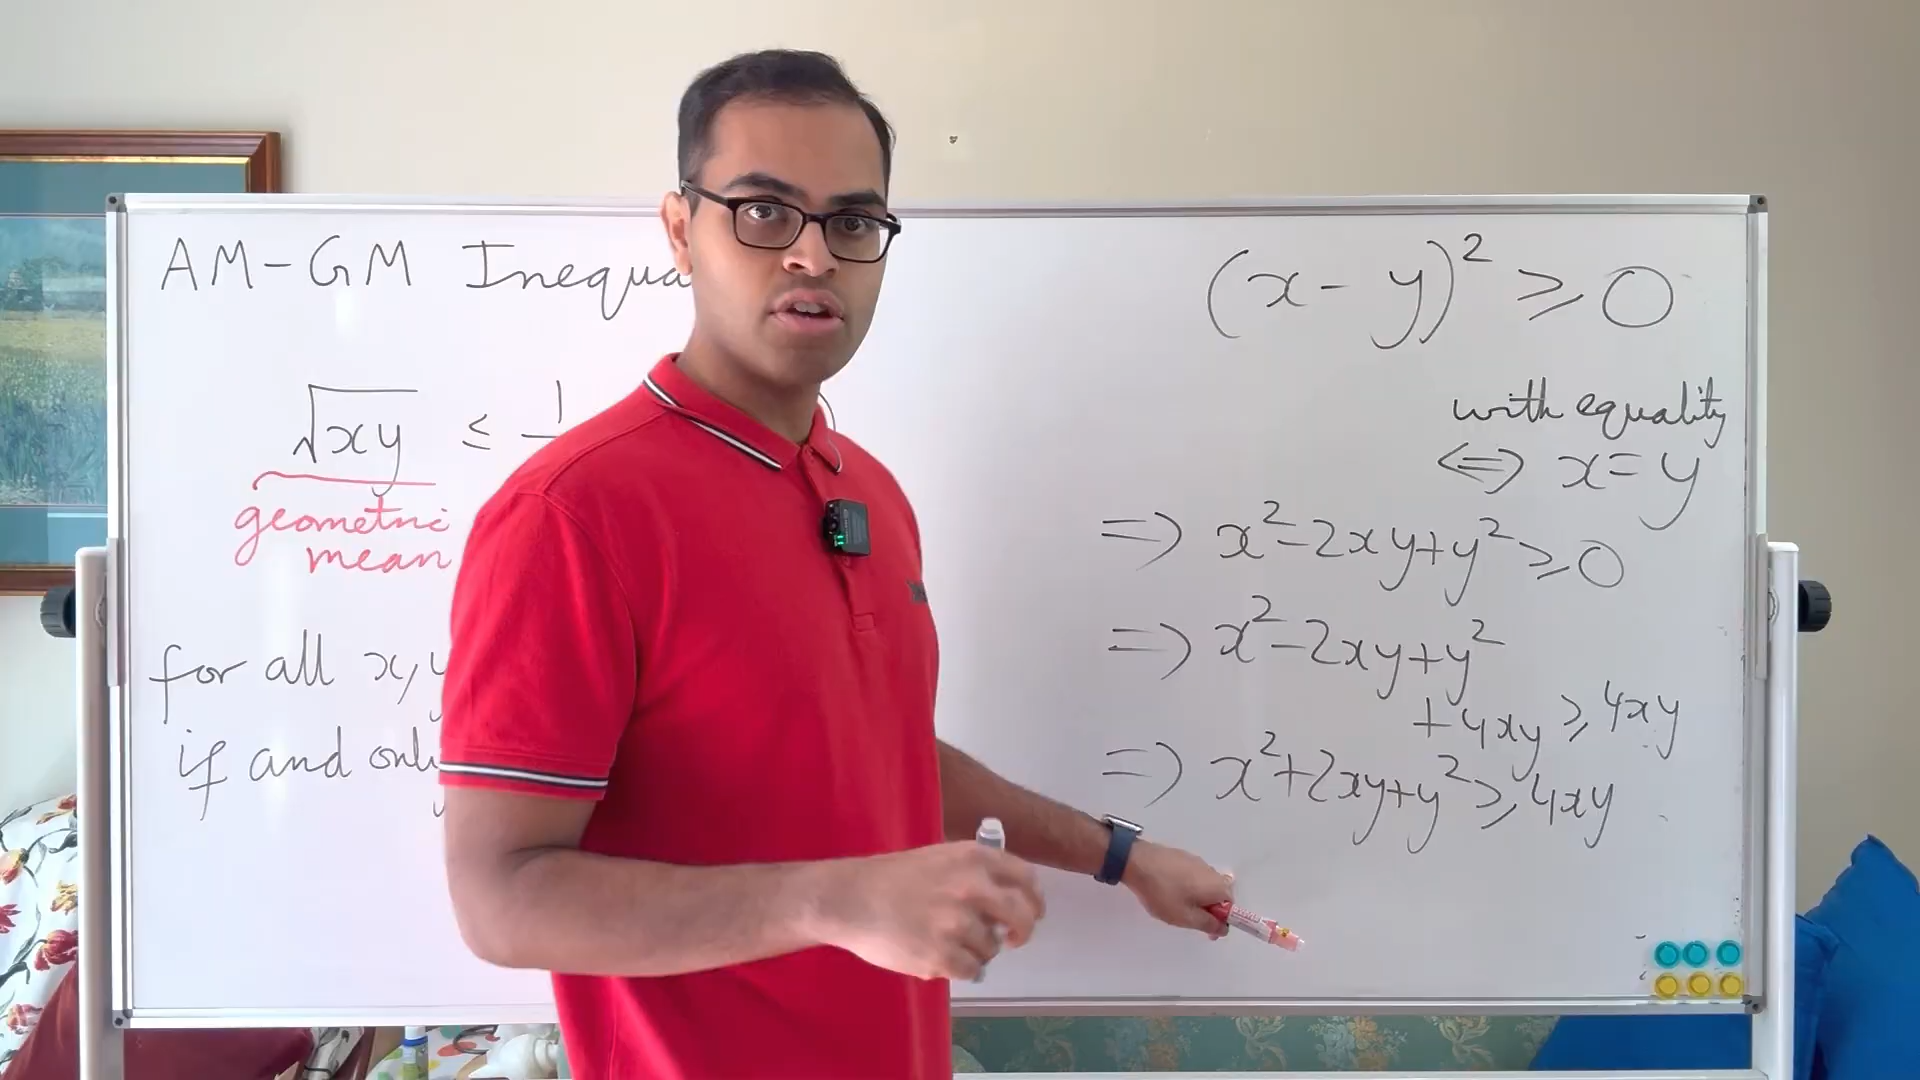 AM-GM Inequa
√xy ≤ 1
geometric
mean
for all x, y
if and only
(x - y)² ≥ 0
with equality
⇔ x = y
⇒ x² - 2xy + y² ≥ 0
⇒ x² - 2xy + y²
+ 4xy ≥ 4xy
⇒ x² + 2xy + y² ≥ 4xy